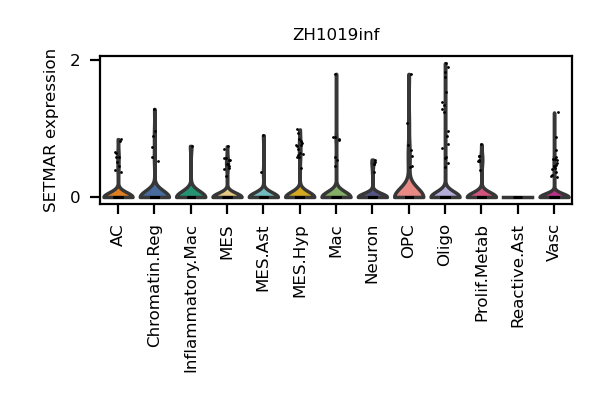 ZH1019inf
SETMAR expression
2
0
AC
Chromatin.Reg
Inflammatory.Mac
MES
MES.Ast
MES.Hyp
Mac
Neuron
OPC
Oligo
Prolif.Metab
Reactive.Ast
Vasc